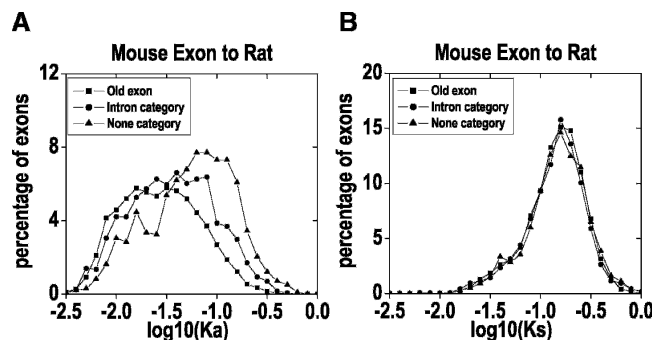 A
Mouse Exon to Rat
percentage of exons
12
8
4
0
Old exon
Intron category
None category
-2.5 -2.0 -1.5 -1.0 -0.5 0.0
log10(Ka)
B
Mouse Exon to Rat
percentage of exons
20
15
10
5
0
Old exon
Intron category
None category
-2.5 -2.0 -1.5 -1.0 -0.5 0.0
log10(Ks)